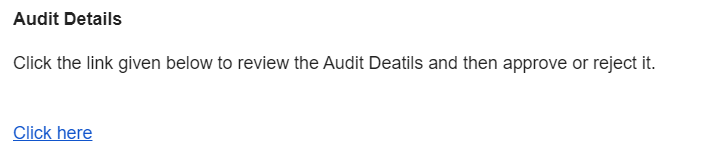 Audit Details
Click the link given below to review the Audit Deatils and then approve or reject it.
Click here